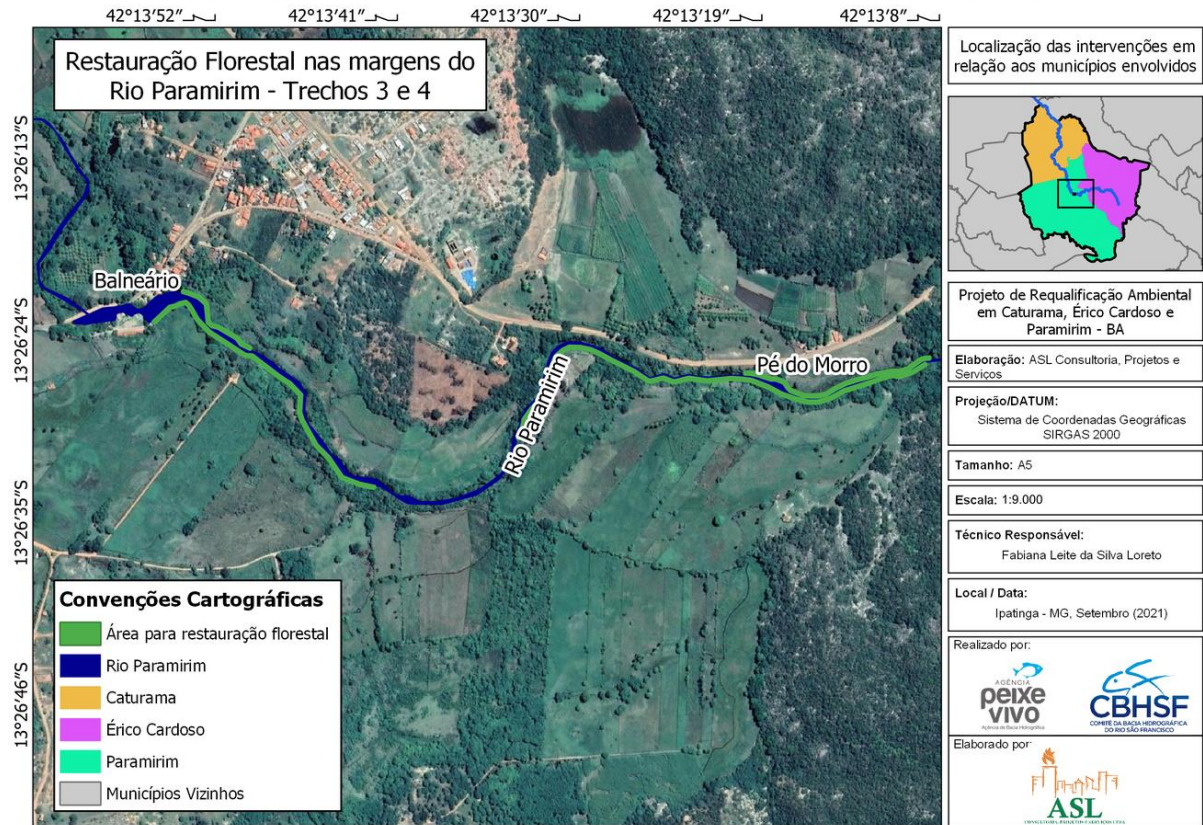 42°13'52" 42°13'41" 42°13'30" 42°13'19" 42°13'8"
Restauração Florestal nas margens do
Rio Paramirim - Trechos 3 e 4
13°26'13"S
13°26'24"S
13°26'35"S
13°26'46"S
Balneário
Rio Paramirim
Pé do Morro
Convenções Cartográficas
Área para restauração florestal
Rio Paramirim
Caturama
Érico Cardoso
Paramirim
Municípios Vizinhos
Localização das intervenções em
relação aos municípios envolvidos
Projeto de Requalificação Ambiental
em Caturama, Érico Cardoso e
Paramirim - BA
Elaboração: ASL Consultoria, Projetos e
Serviços
Projeção/DATUM:
Sistema de Coordenadas Geográficas
SIRGAS 2000
Tamanho: A5
Escala: 1:9.000
Técnico Responsável:
Fabiana Leite da Silva Loreto
Local / Data:
Ipatinga - MG, Setembro (2021)
Realizado por:
AGÊNCIA
peixe
vivo
Agência de Bacia Hidrográfica
CBHSF
COMITÊ DA BACIA HIDROGRÁFICA
DO RIO SÃO FRANCISCO
Elaborado por:
ASL